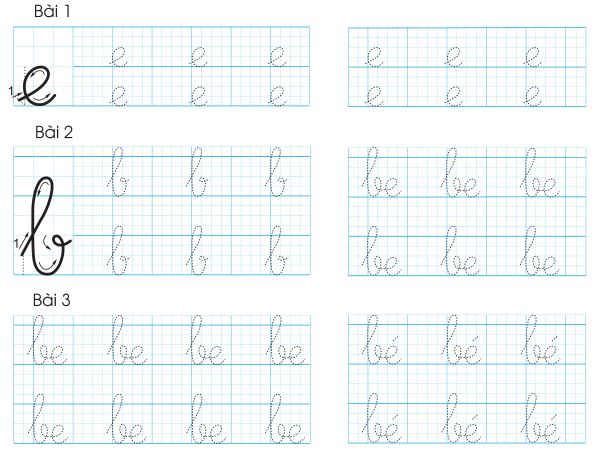 Bài 1
e e e e e e e
1 e e e e e e
Bài 2
b b b be be be
1 b b b b be be be
Bài 3
be be be be bé bé bé
be be be be bé bé bé